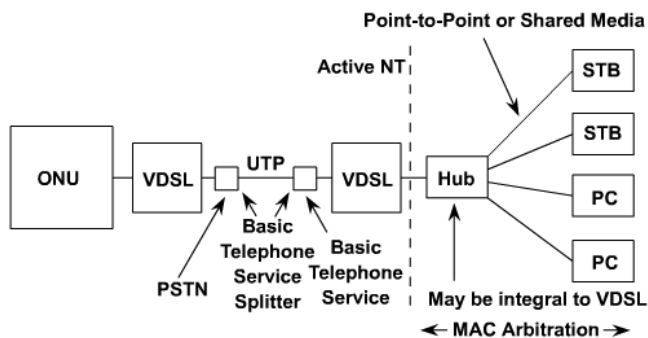 Point-to-Point or Shared Media
Active NT
STB
STB
ONU
VDSL
UTP
VDSL
Hub
PC
PC
PSTN
Basic
Telephone
Service
Splitter
Basic
Telephone
Service
May be integral to VDSL
MAC Arbitration